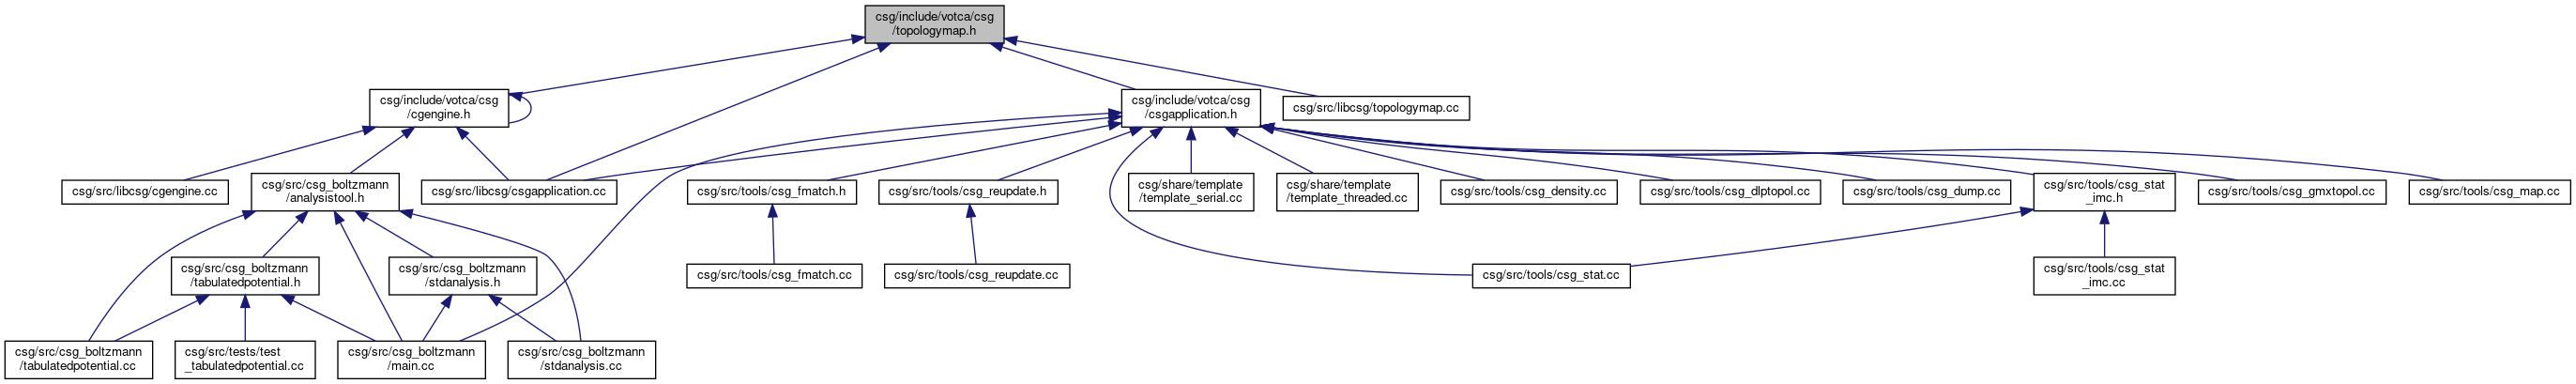 csg/include/votca/csg
/topologymap.h
csg/include/votca/csg
/cgengine.h
csg/include/votca/csg
/csgapplication.h
csg/src/libcsg/topologymap.cc
csg/src/libcsg/cgengine.cc
csg/src/csg_boltzmann
/analysistool.h
csg/src/libcsg/csgapplication.cc
csg/src/tools/csg_fmatch.h
csg/src/tools/csg_reupdate.h
csg/share/template
/template_serial.cc
csg/share/template
/template_threaded.cc
csg/src/tools/csg_density.cc
csg/src/tools/csg_dlptopol.cc
csg/src/tools/csg_dump.cc
csg/src/tools/csg_stat
_imc.h
csg/src/tools/csg_gmxtopol.cc
csg/src/tools/csg_map.cc
csg/src/csg_boltzmann
/tabulatedpotential.h
csg/src/csg_boltzmann
/stdanalysis.h
csg/src/tools/csg_fmatch.cc
csg/src/tools/csg_reupdate.cc
csg/src/tools/csg_stat.cc
csg/src/tools/csg_stat
_imc.cc
csg/src/csg_boltzmann
/tabulatedpotential.cc
csg/src/tests/test
_tabulatedpotential.cc
csg/src/csg_boltzmann
/main.cc
csg/src/csg_boltzmann
/stdanalysis.cc